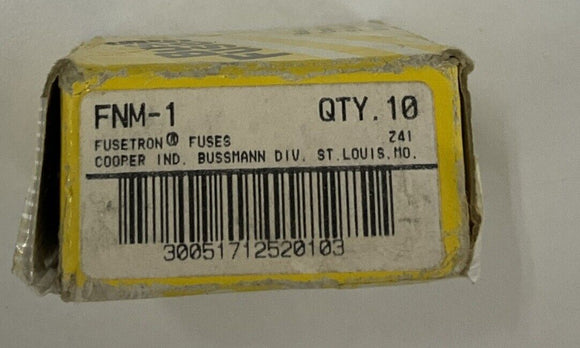 FNM-1 QTY.10
FUSETRON® FUSES 241
COOPER IND. BUSSMANN DIV. ST.LOUIS,MO.
30051712520103